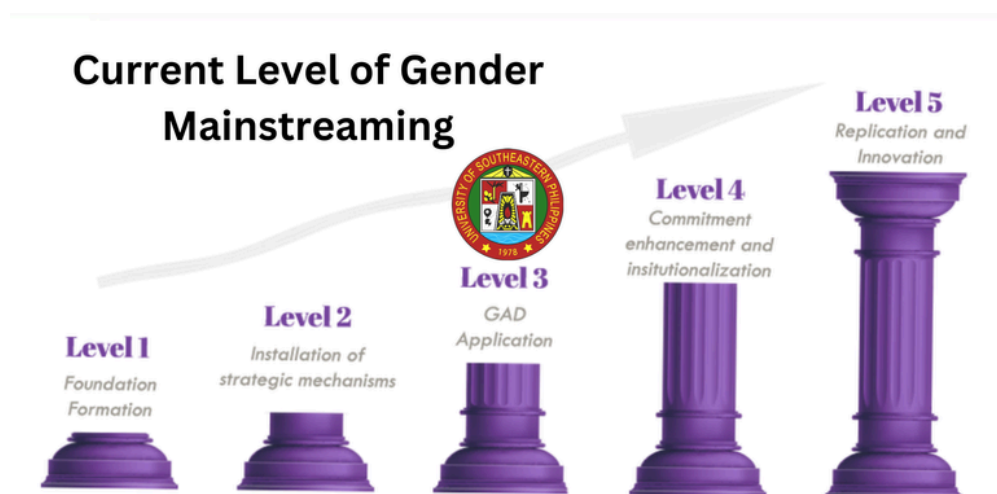 Current Level of Gender
Mainstreaming
UNIVERSITY OF SOUTHEASTERN PHILIPPINES
1978
Level 1
Foundation
Formation
Level 2
Installation of
strategic mechanisms
Level 3
GAD
Application
Level 4
Commitment
enhancement and
insitutionalization
Level 5
Replication and
Innovation